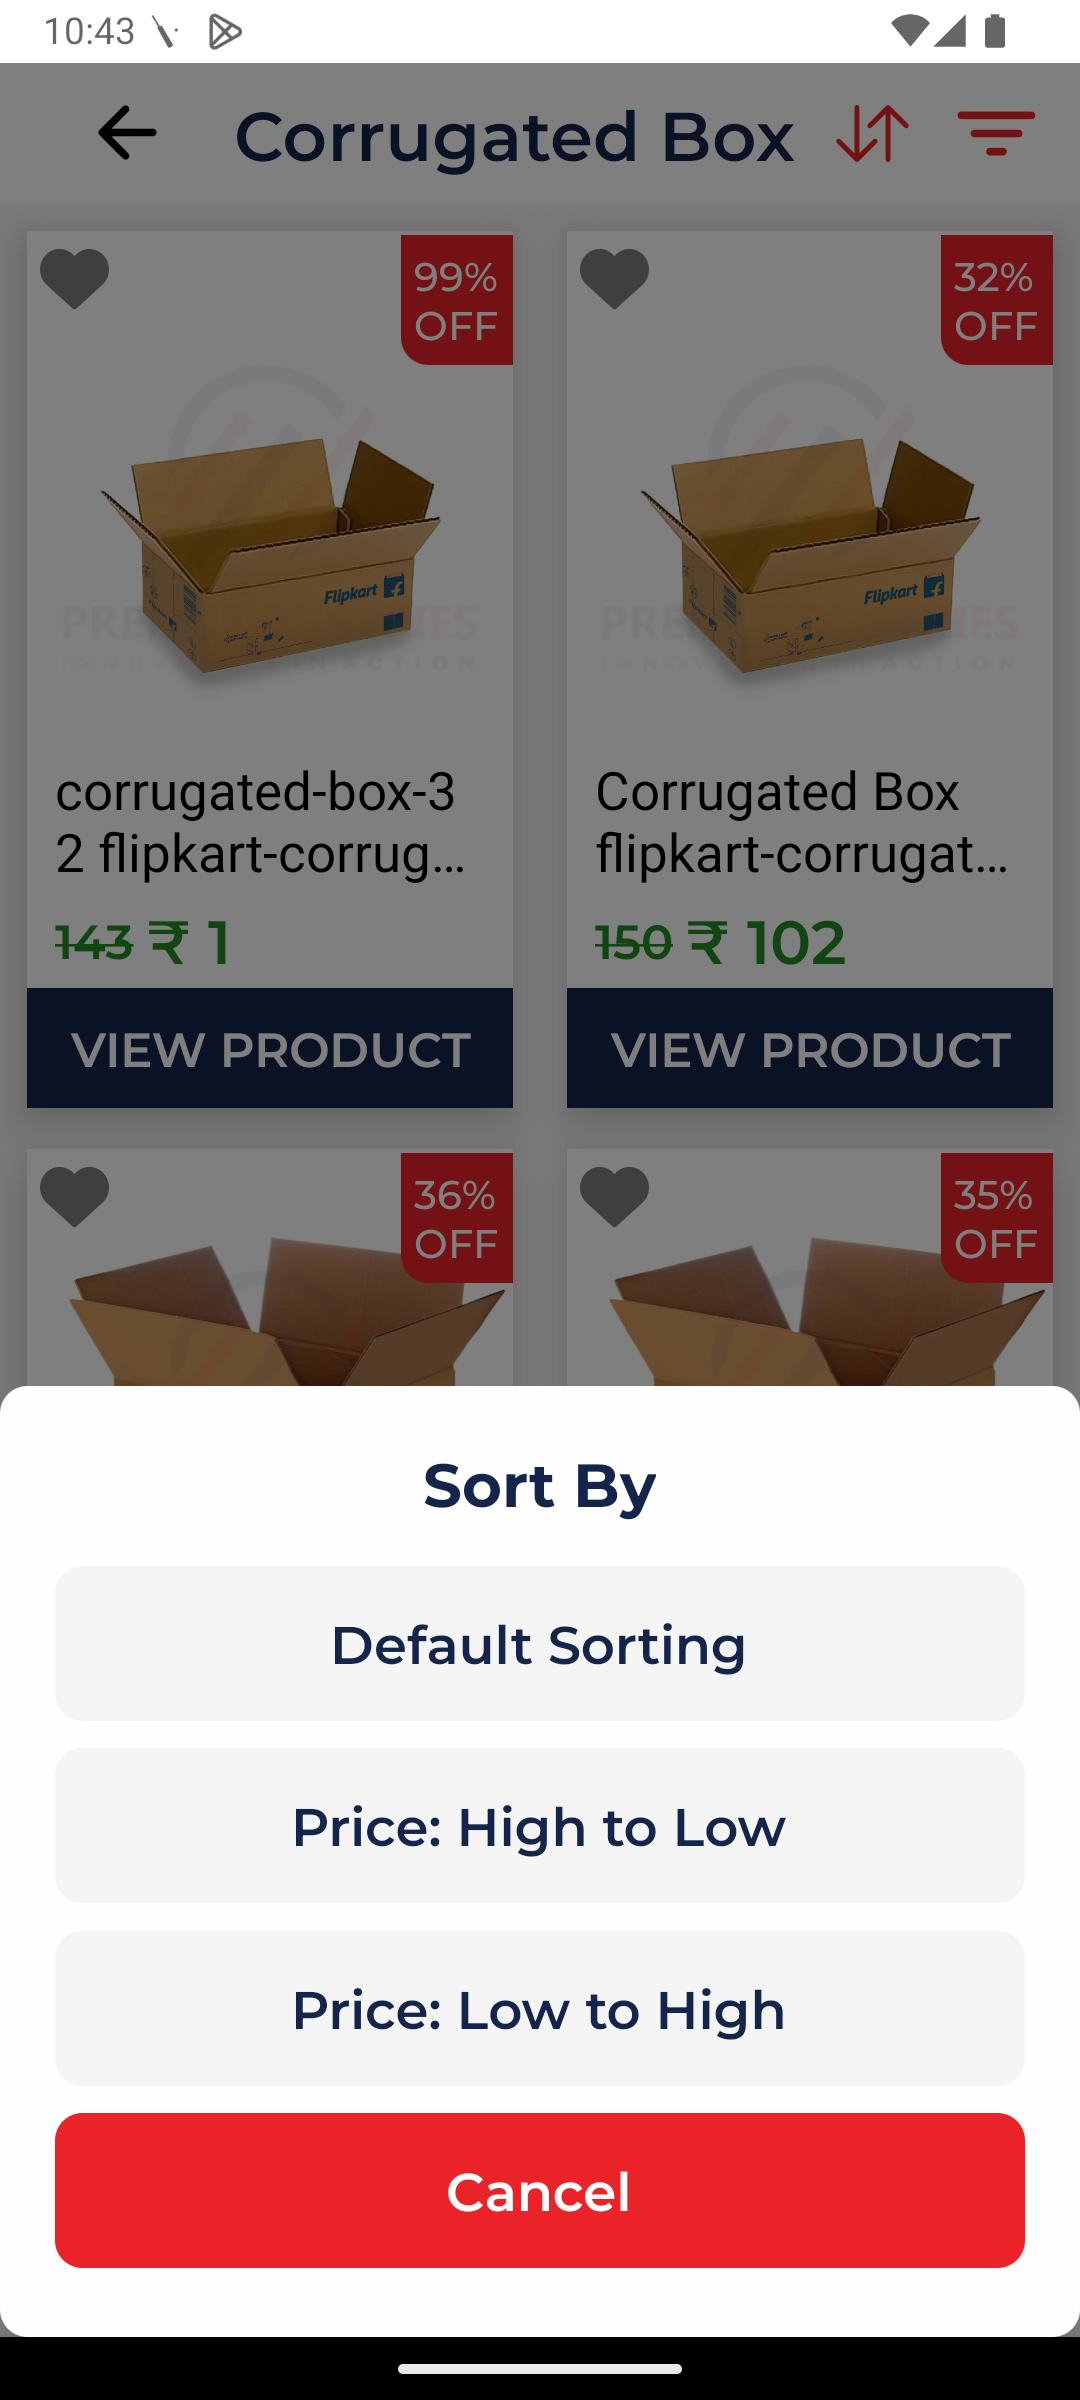 10:43
Corrugated Box
99%
OFF
32%
OFF
Flipkart
Flipkart
corrugated-box-3
2 flipkart-corrug...
Corrugated Box
flipkart-corrugat...
143 ₹ 1
150 ₹ 102
VIEW PRODUCT
VIEW PRODUCT
36%
OFF
35%
OFF
Sort By
Default Sorting
Price: High to Low
Price: Low to High
Cancel